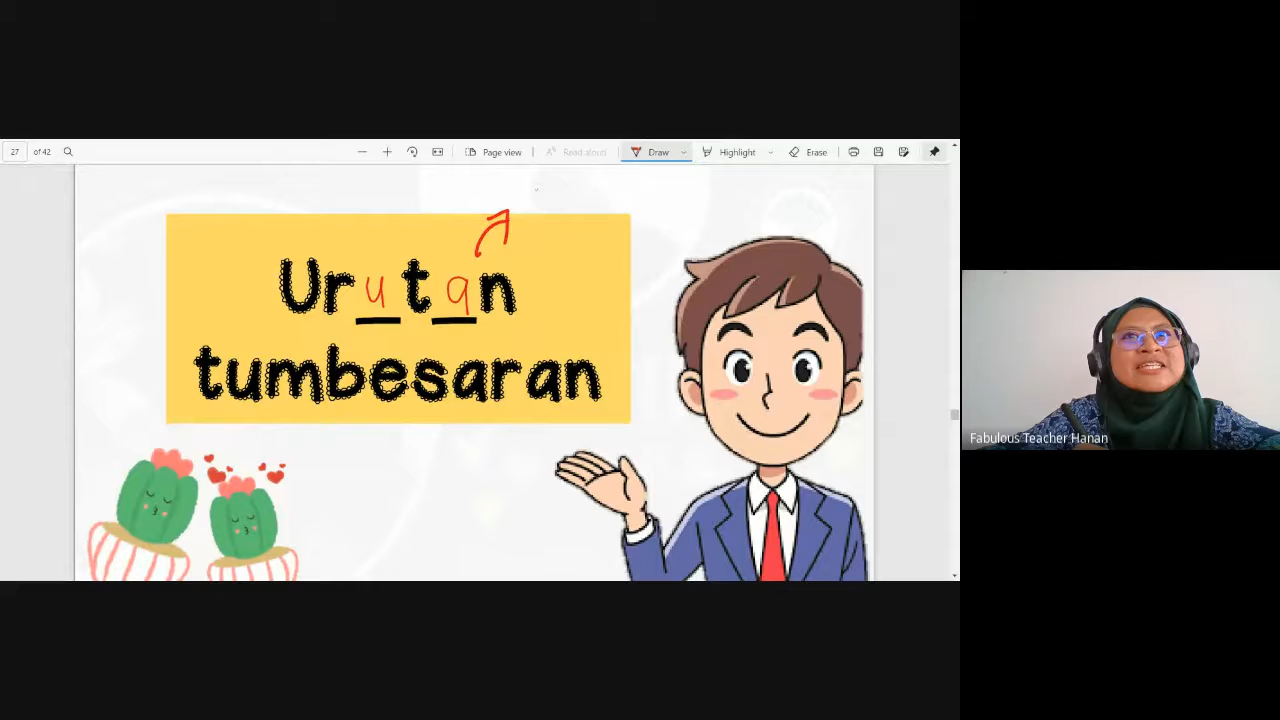 27 of 42 Page view Read aloud Draw Highlight Erase
Urutan
tumbesaran
Fabulous Teacher Hanan